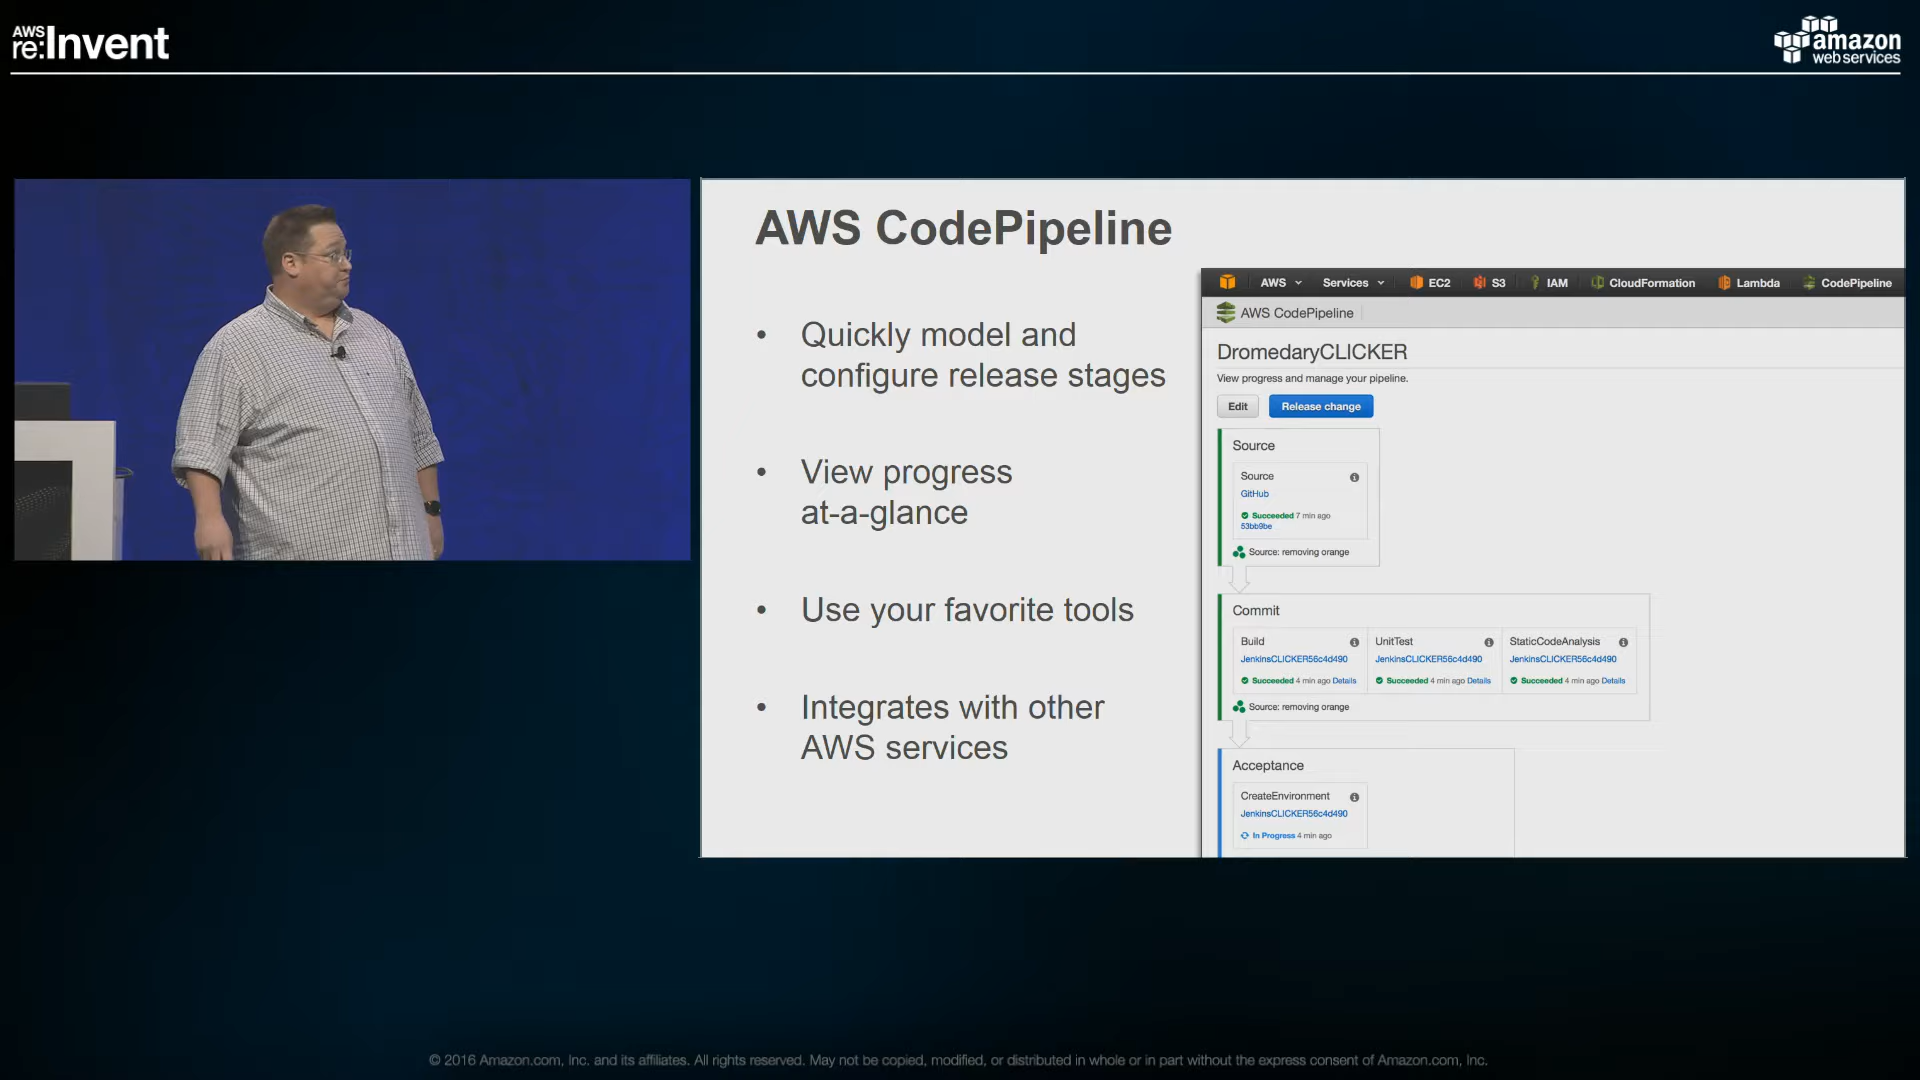 AWS
re:Invent
amazon
web services
AWS CodePipeline
• Quickly model and
configure release stages
• View progress
at-a-glance
• Use your favorite tools
• Integrates with other
AWS services
AWS Services EC2 S3 IAM CloudFormation Lambda CodePipeline
AWS CodePipeline
DromedaryCLICKER
View progress and manage your pipeline.
Edit Release change
Source
Source
GitHub
Succeeded 7 min ago
53bb9be
Source: removing orange
Commit
Build UnitTest StaticCodeAnalysis
JenkinsCLICKER56c4d490 JenkinsCLICKER56c4d490 JenkinsCLICKER56c4d490
Succeeded 4 min ago Details Succeeded 4 min ago Details Succeeded 4 min ago Details
Source: removing orange
Acceptance
CreateEnvironment
JenkinsCLICKER56c4d490
In Progress 4 min ago
© 2016 Amazon.com, Inc. and its affiliates. All rights reserved. May not be copied, modified, or distributed in whole or in part without the express consent of Amazon.com, Inc.